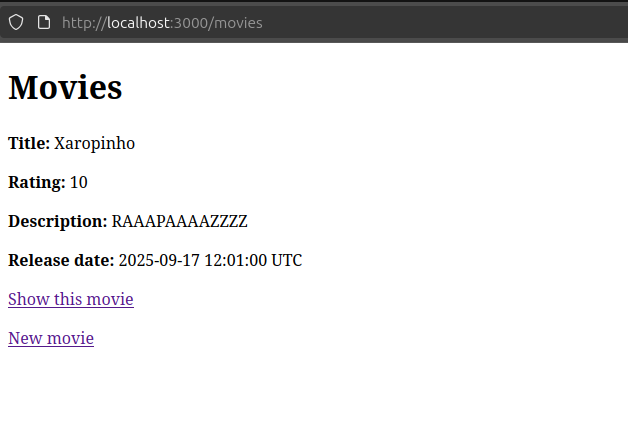 http://localhost:3000/movies
Movies
Title: Xaropinho
Rating: 10
Description: RAAAPAAAAZZZZ
Release date: 2025-09-17 12:01:00 UTC
Show this movie
New movie